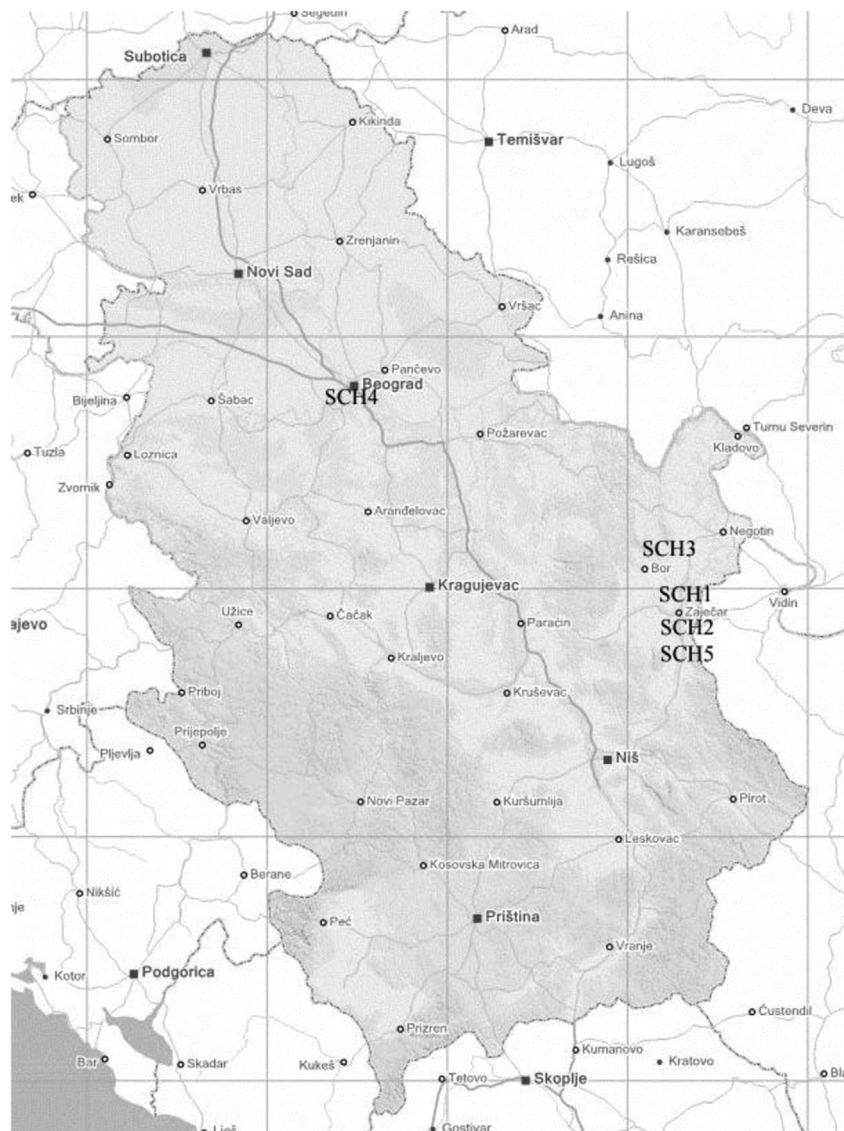 Segedin
Arad
Subotica
Deva
Kikinda
Sombor
Temišvar
Lugoš
Vrbas
ek
Karansebeš
Zrenjanin
Rešica
Novi Sad
Vršac
Anina
Pančevo
Beograd
SCH4
Bijeljina
Šabac
Turnu Severin
Požarevac
Kladovo
Tuzla
Loznica
Zvornik
Aranđelovac
Valjevo
Negotin
SCH3
Bor
Kragujevac
SCH1
Vidin
Užice
Čačak
Zaječar
ajevo
Paraćin
SCH2
Kraljevo
SCH5
Priboj
Kruševac
Srbinje
Prijepolje
Pljevlja
Niš
Novi Pazar
Kuršumlija
Pirot
Leskovac
Kosovska Mitrovica
Berane
Nikšić
nje
Peć
Priština
Vranje
Kotor
Podgorica
Ćustendil
Prizren
Kumanovo
Bar
Skadar
Kukeš
Kratovo
Tetovo
Skoplje
Bla
Lješ
Gostivar